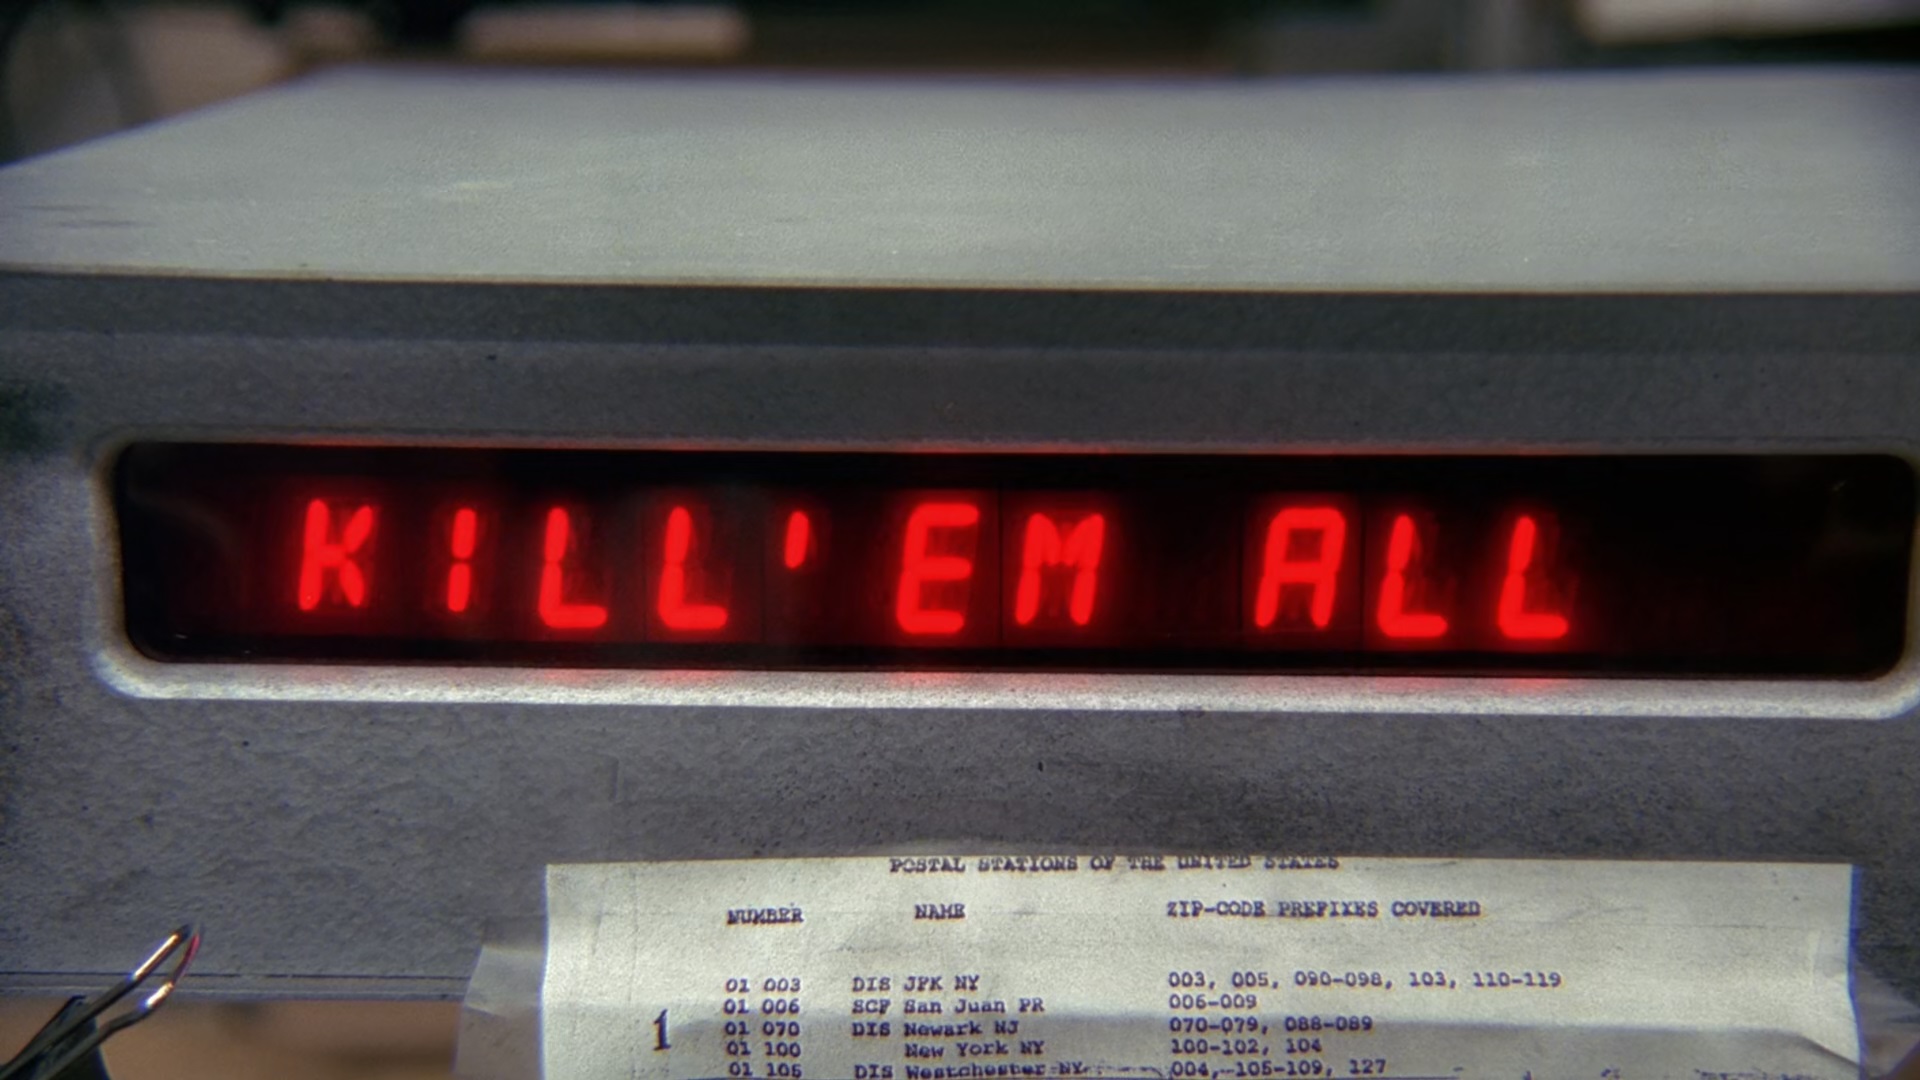 KILL'EM ALL
POSTAL STATIONS OF THE UNITED STATES
NUMBER NAME ZIP-CODE PREFIXES COVERED
01 003 DIS JFK NY 003, 005, 090-098, 103, 110-119
01 006 SCF San Juan PR 006-009
1 01 070 DIS Newark NJ 070-079, 088-089
01 100 New York NY 100-102, 104
01 105 DIS Westchester NY 004, 105-109, 127